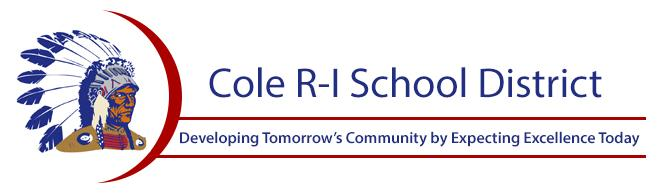 Cole R-I School District
Developing Tomorrow's Community by Expecting Excellence Today